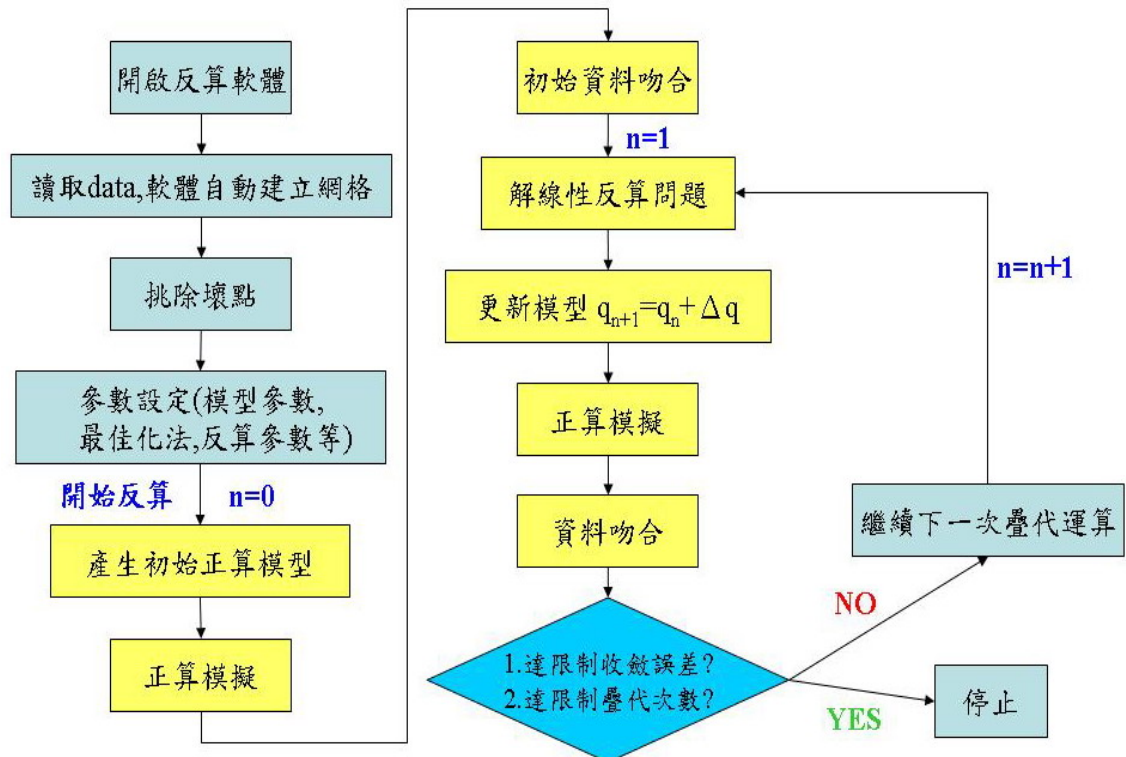 開啟反算軟體
讀取data,軟體自動建立網格
挑除壞點
參數設定(模型參數,
最佳化法,反算參數等)
開始反算 n=0
產生初始正算模型
正算模擬
初始資料吻合
n=1
解線性反算問題
更新模型 qₙ₊₁=qₙ+Δq
正算模擬
資料吻合
1.達限制收斂誤差?
2.達限制疊代次數?
NO
繼續下一次疊代運算
n=n+1
YES
停止